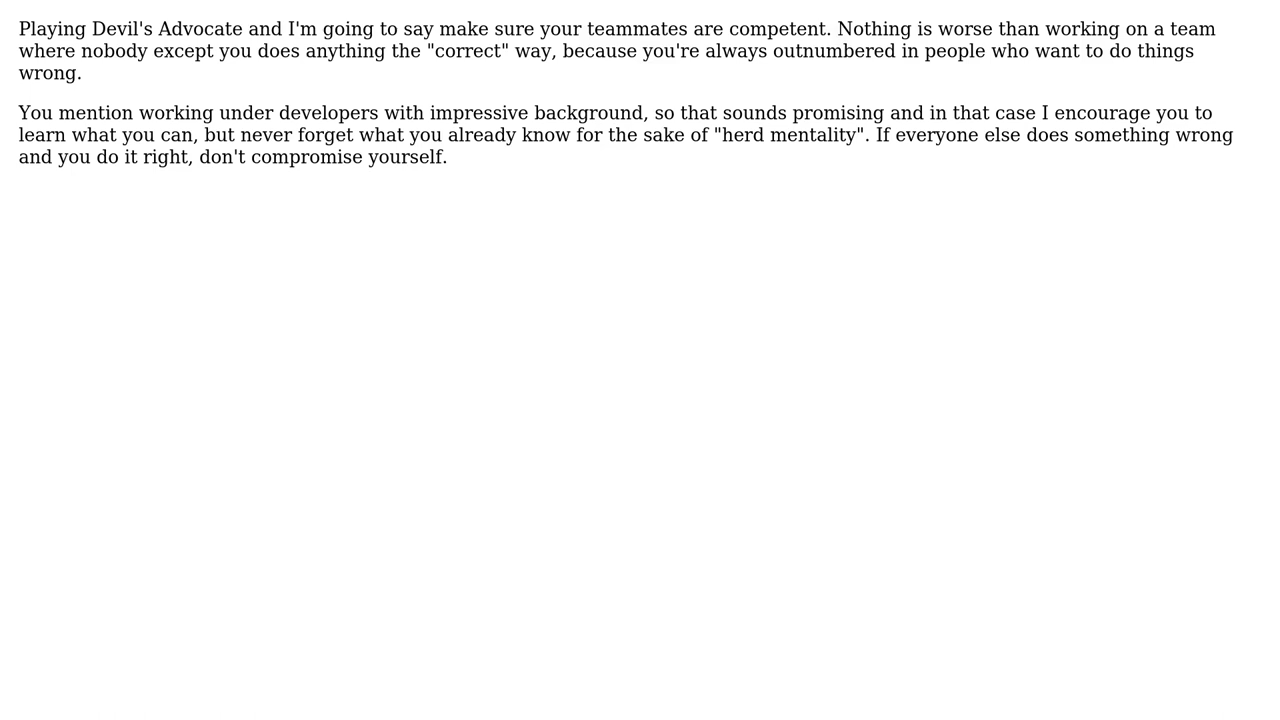 Playing Devil's Advocate and I'm going to say make sure your teammates are competent. Nothing is worse than working on a team
where nobody except you does anything the "correct" way, because you're always outnumbered in people who want to do things
wrong.
You mention working under developers with impressive background, so that sounds promising and in that case I encourage you to
learn what you can, but never forget what you already know for the sake of "herd mentality". If everyone else does something wrong
and you do it right, don't compromise yourself.